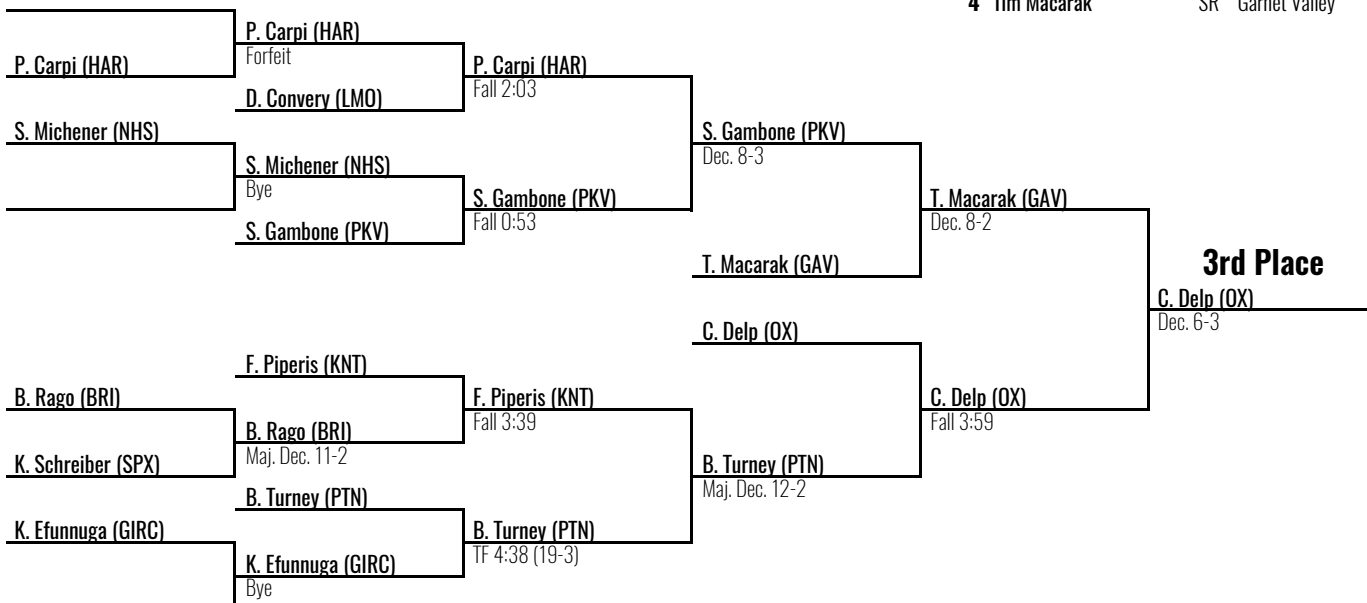 4 Tim Macarak SR Garnet Valley
P. Carpi (HAR)
Forfeit
P. Carpi (HAR)
P. Carpi (HAR)
Fall 2:03
D. Convery (LMO)
S. Michener (NHS)
S. Gambone (PKV)
Dec. 8-3
S. Michener (NHS)
Bye
S. Gambone (PKV)
Fall 0:53
T. Macarak (GAV)
Dec. 8-2
S. Gambone (PKV)
T. Macarak (GAV)
3rd Place
C. Delp (OX)
Dec. 6-3
C. Delp (OX)
F. Piperis (KNT)
B. Rago (BRI)
F. Piperis (KNT)
Fall 3:39
C. Delp (OX)
Fall 3:59
B. Rago (BRI)
Maj. Dec. 11-2
K. Schreiber (SPX)
B. Turney (PTN)
Maj. Dec. 12-2
B. Turney (PTN)
K. Efunnuga (GIRC)
B. Turney (PTN)
TF 4:38 (19-3)
K. Efunnuga (GIRC)
Bye